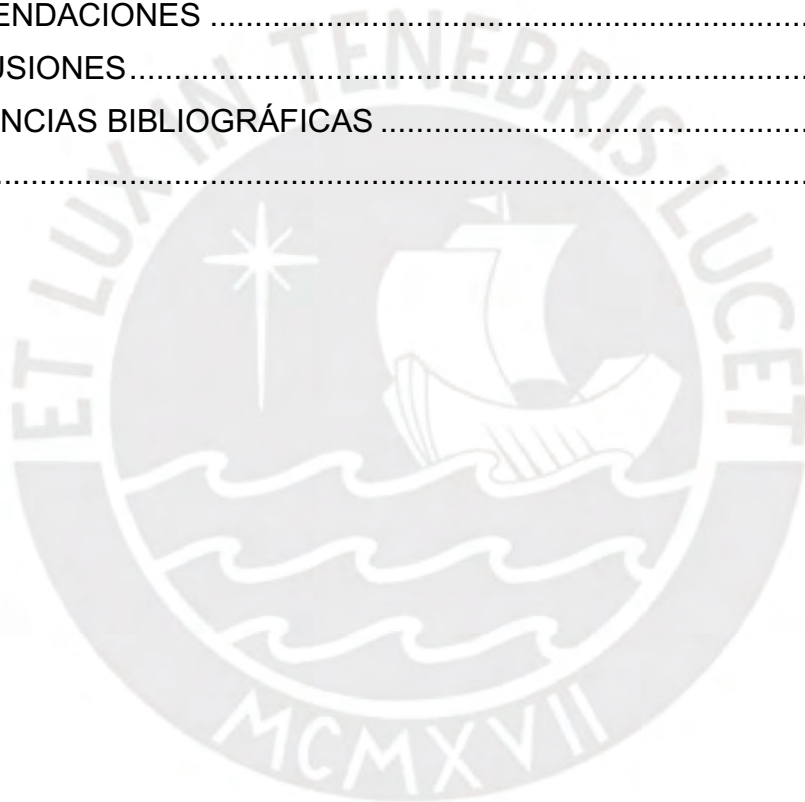 ENDACIONES ........................................................
USIONES ................................................................
NCIAS BIBLIOGRÁFICAS ........................................
................................................................................
ET LUX IN TENEBRIS LUCET
MCMXVII